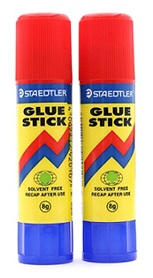 STAEDTLER
GLUE
STICK
SOLVENT FREE
RECAP AFTER USE
8g
STAEDTLER
GLUE
STICK
SOLVENT FREE
RECAP AFTER USE
8g